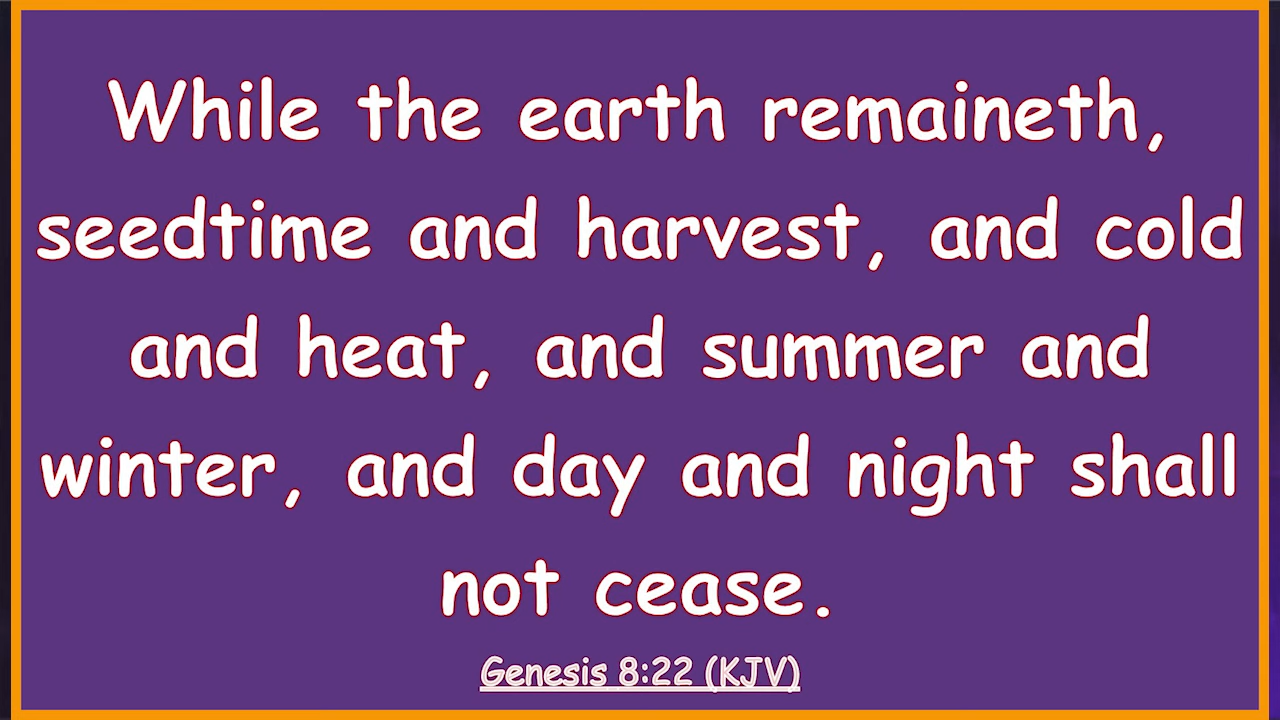 While the earth remaineth,
seedtime and harvest, and cold
and heat, and summer and
winter, and day and night shall
not cease.
Genesis 8:22 (KJV)